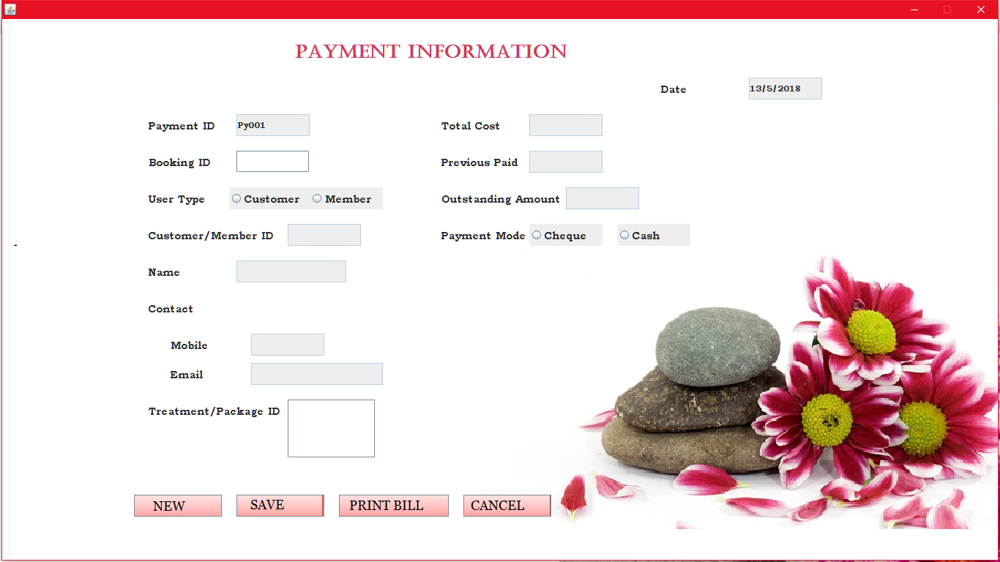 PAYMENT INFORMATION
Date 13/5/2018
Payment ID Py001 Total Cost
Booking ID Previous Paid
User Type Customer Member Outstanding Amount
Customer/Member ID Payment Mode Cheque Cash
-
Name
Contact
Mobile
Email
Treatment/Package ID
NEW SAVE PRINT BILL CANCEL